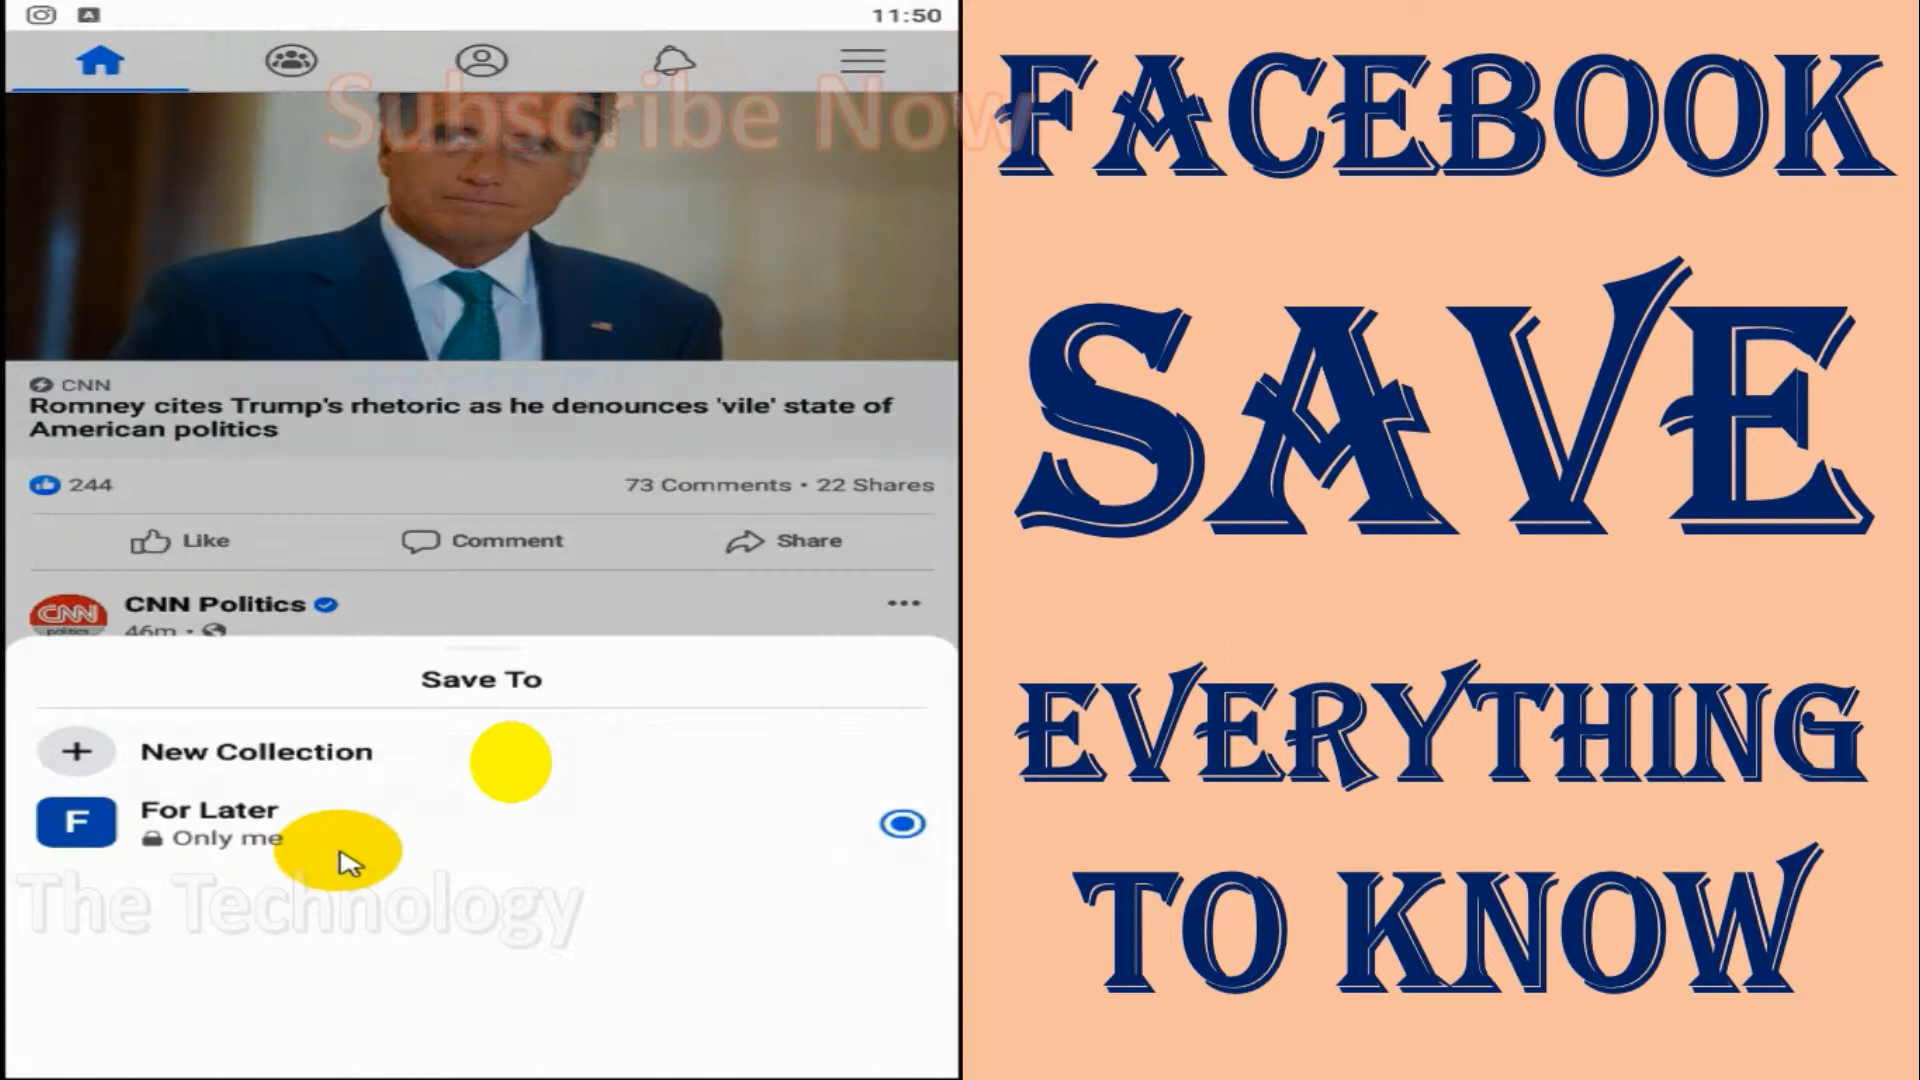 11:50
Subscribe Now
CNN
Romney cites Trump's rhetoric as he denounces 'vile' state of
American politics
244
73 Comments • 22 Shares
Like
Comment
Share
CNN
politics
CNN Politics
46m •
Save To
+ New Collection
F
For Later
Only me
The Technology
FACEBOOK
SAVE
EVERYTHING
TO KNOW